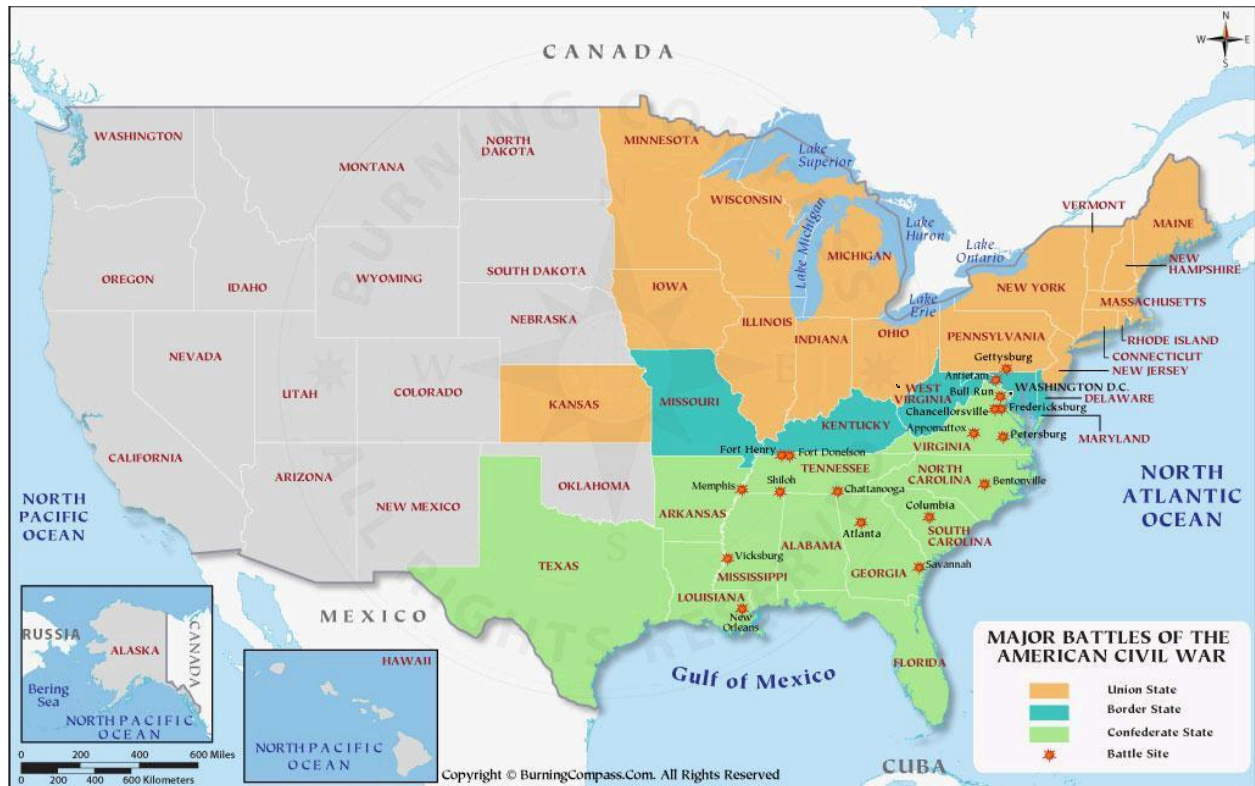 N
W
E
S
CANADA
WASHINGTON
MONTANA
NORTH
DAKOTA
MINNESOTA
Lake
Superior
VERMONT
MAINE
WISCONSIN
Lake Michigan
Lake
Huron
Lake
Ontario
MICHIGAN
NEW
HAMPSHIRE
OREGON
IDAHO
WYOMING
SOUTH DAKOTA
IOWA
NEW YORK
MASSACHUSETTS
Lake
Erie
NEBRASKA
ILLINOIS
INDIANA
OHIO
PENNSYLVANIA
RHODE ISLAND
CONNECTICUT
NEW JERSEY
NEVADA
UTAH
COLORADO
KANSAS
MISSOURI
Gettysburg
Antietam
Bull Run
WASHINGTON D.C.
WEST
VIRGINIA
DELAWARE
Chancellorsville
Fredericksburg
KENTUCKY
Appomattox
Petersburg
VIRGINIA
MARYLAND
CALIFORNIA
ARIZONA
NEW MEXICO
OKLAHOMA
Fort Henry
Fort Donelson
TENNESSEE
NORTH
CAROLINA
Memphis
Shiloh
Chattanooga
Bentonville
ARKANSAS
Columbia
SOUTH
CAROLINA
Atlanta
NORTH
PACIFIC
OCEAN
NORTH
ATLANTIC
OCEAN
TEXAS
Vicksburg
MISSISSIPPI
ALABAMA
GEORGIA
Savannah
LOUISIANA
New
Orleans
MEXICO
FLORIDA
Gulf of Mexico
CUBA
RUSSIA
ALASKA
CANADA
Bering
Sea
NORTH PACIFIC
OCEAN
0 200 400 600 Miles
0 200 400 600 Kilometers
HAWAII
NORTH PACIFIC
OCEAN
MAJOR BATTLES OF THE
AMERICAN CIVIL WAR
Union State
Border State
Confederate State
Battle Site
Copyright © BurningCompass.Com. All Rights Reserved
BURNING COMPASS
ALL RIGHTS RESERVED
N
W
E
S